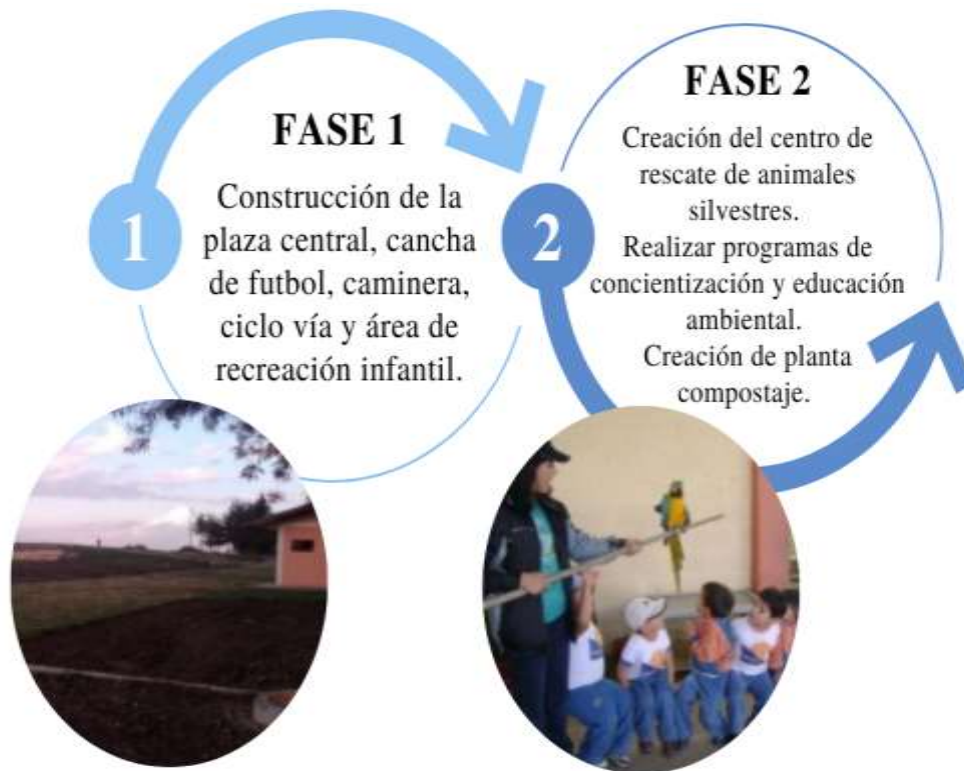 1
FASE 1
Construcción de la
plaza central, cancha
de futbol, caminera,
ciclo vía y área de
recreación infantil.
2
FASE 2
Creación del centro de
rescate de animales
silvestres.
Realizar programas de
concientización y educación
ambiental.
Creación de planta
compostaje.